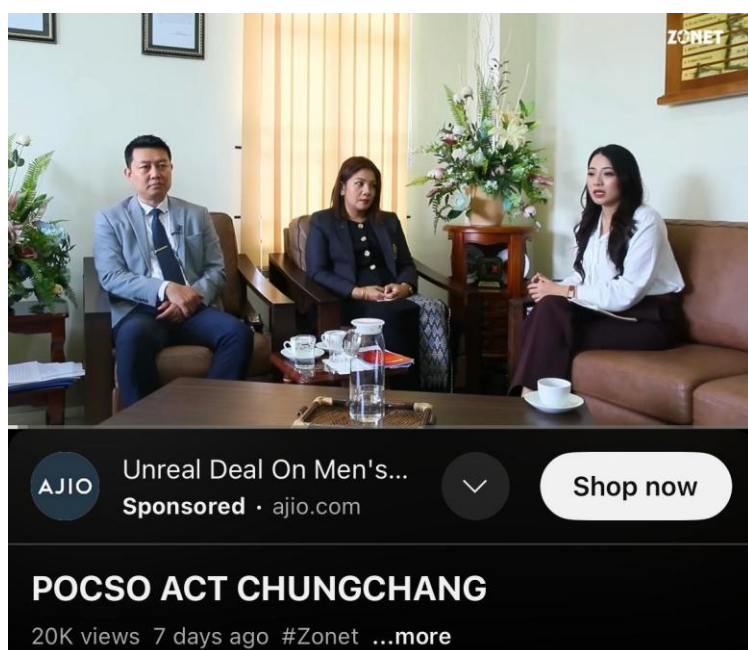 ZONET
AJIO
Unreal Deal On Men's...
Sponsored · ajio.com
Shop now
POCSO ACT CHUNGCHANG
20K views 7 days ago #Zonet ...more